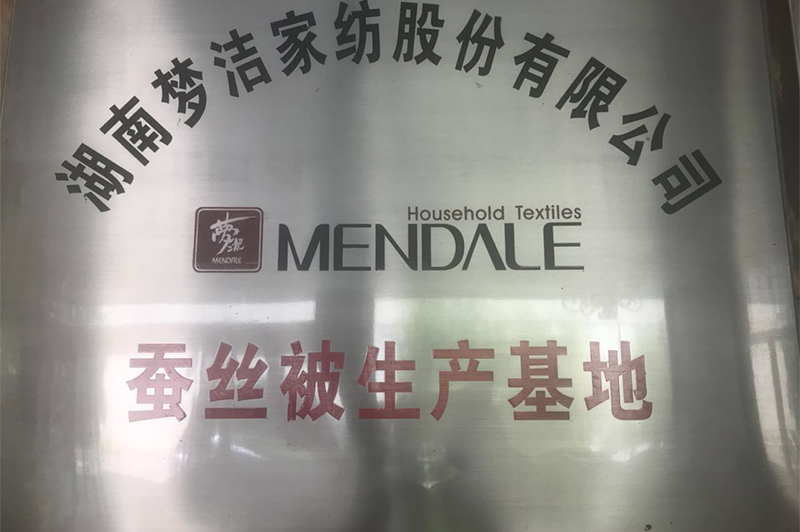 湖南梦洁家纺股份有限公司
Household Textiles
MENDALE
MENDALE
蚕丝被生产基地